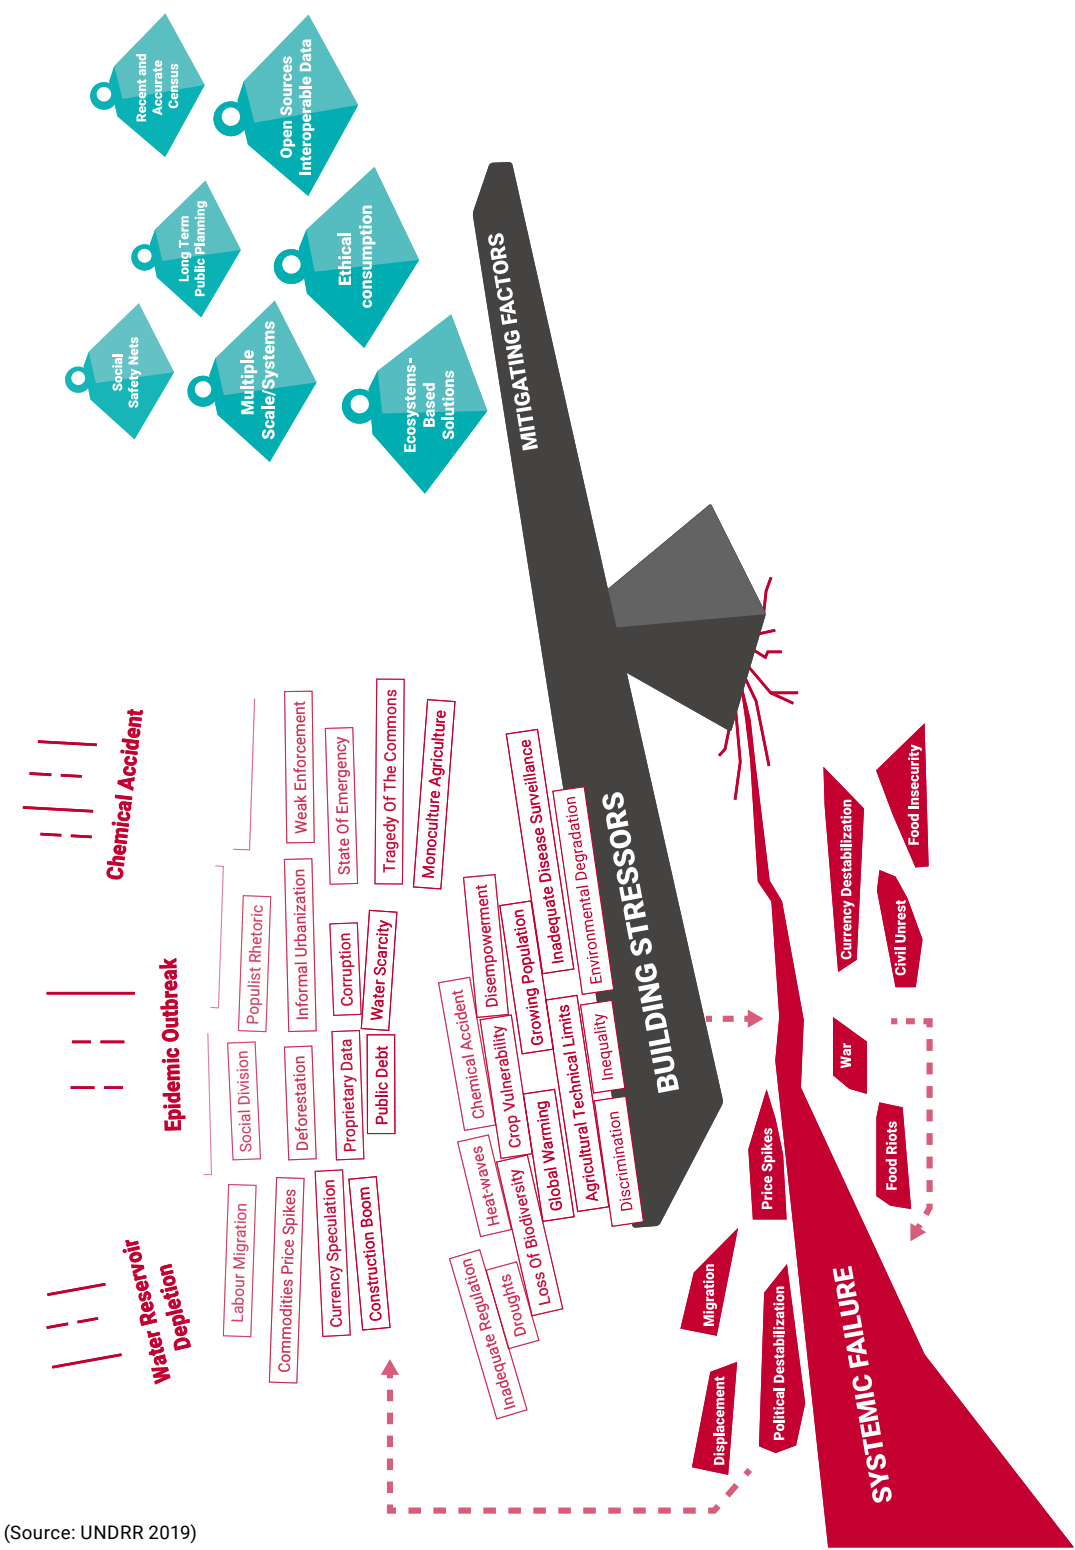 Water Reservoir
Depletion
Epidemic Outbreak
Chemical Accident
Labour Migration
Social Division
Populist Rhetoric
Commodities Price Spikes
Deforestation
Informal Urbanization
Weak Enforcement
Currency Speculation
Proprietary Data
Corruption
State Of Emergency
Construction Boom
Public Debt
Water Scarcity
Tragedy Of The Commons
Monoculture Agriculture
Inadequate Regulation
Heat-waves
Chemical Accident
Disempowerment
Droughts
Crop Vulnerability
Growing Population
Inadequate Disease Surveillance
Loss Of Biodiversity
Global Warming
Agricultural Technical Limits
Environmental Degradation
Discrimination
Inequality
BUILDING STRESSORS
MITIGATING FACTORS
Social
Safety Nets
Long Term
Public Planning
Recent and
Accurate
Census
Multiple
Scale/Systems
Ethical
consumption
Open Sources
Interoperable Data
Ecosystems-
Based
Solutions
Displacement
Migration
Price Spikes
Political Destabilization
SYSTEMIC FAILURE
War
Currency Destabilization
Food Riots
Civil Unrest
Food Insecurity
(Source: UNDRR 2019)